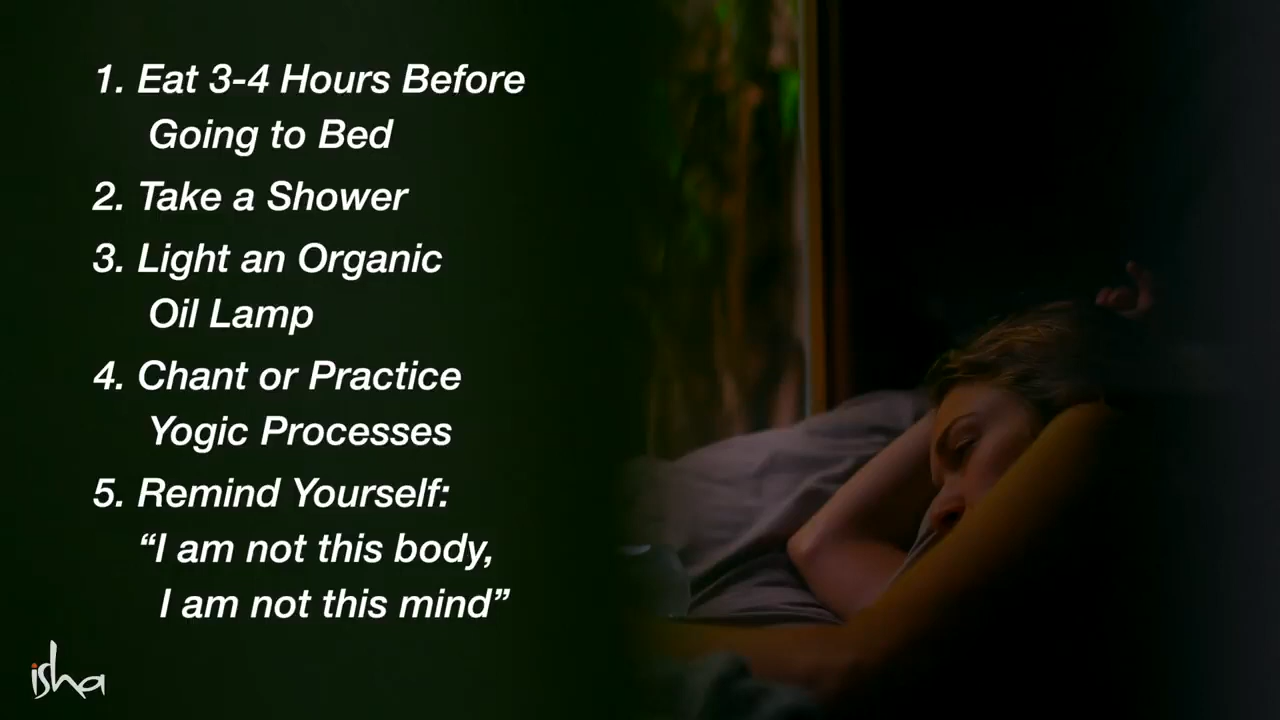 1. Eat 3-4 Hours Before
Going to Bed
2. Take a Shower
3. Light an Organic
Oil Lamp
4. Chant or Practice
Yogic Processes
5. Remind Yourself:
“I am not this body,
I am not this mind”
isha